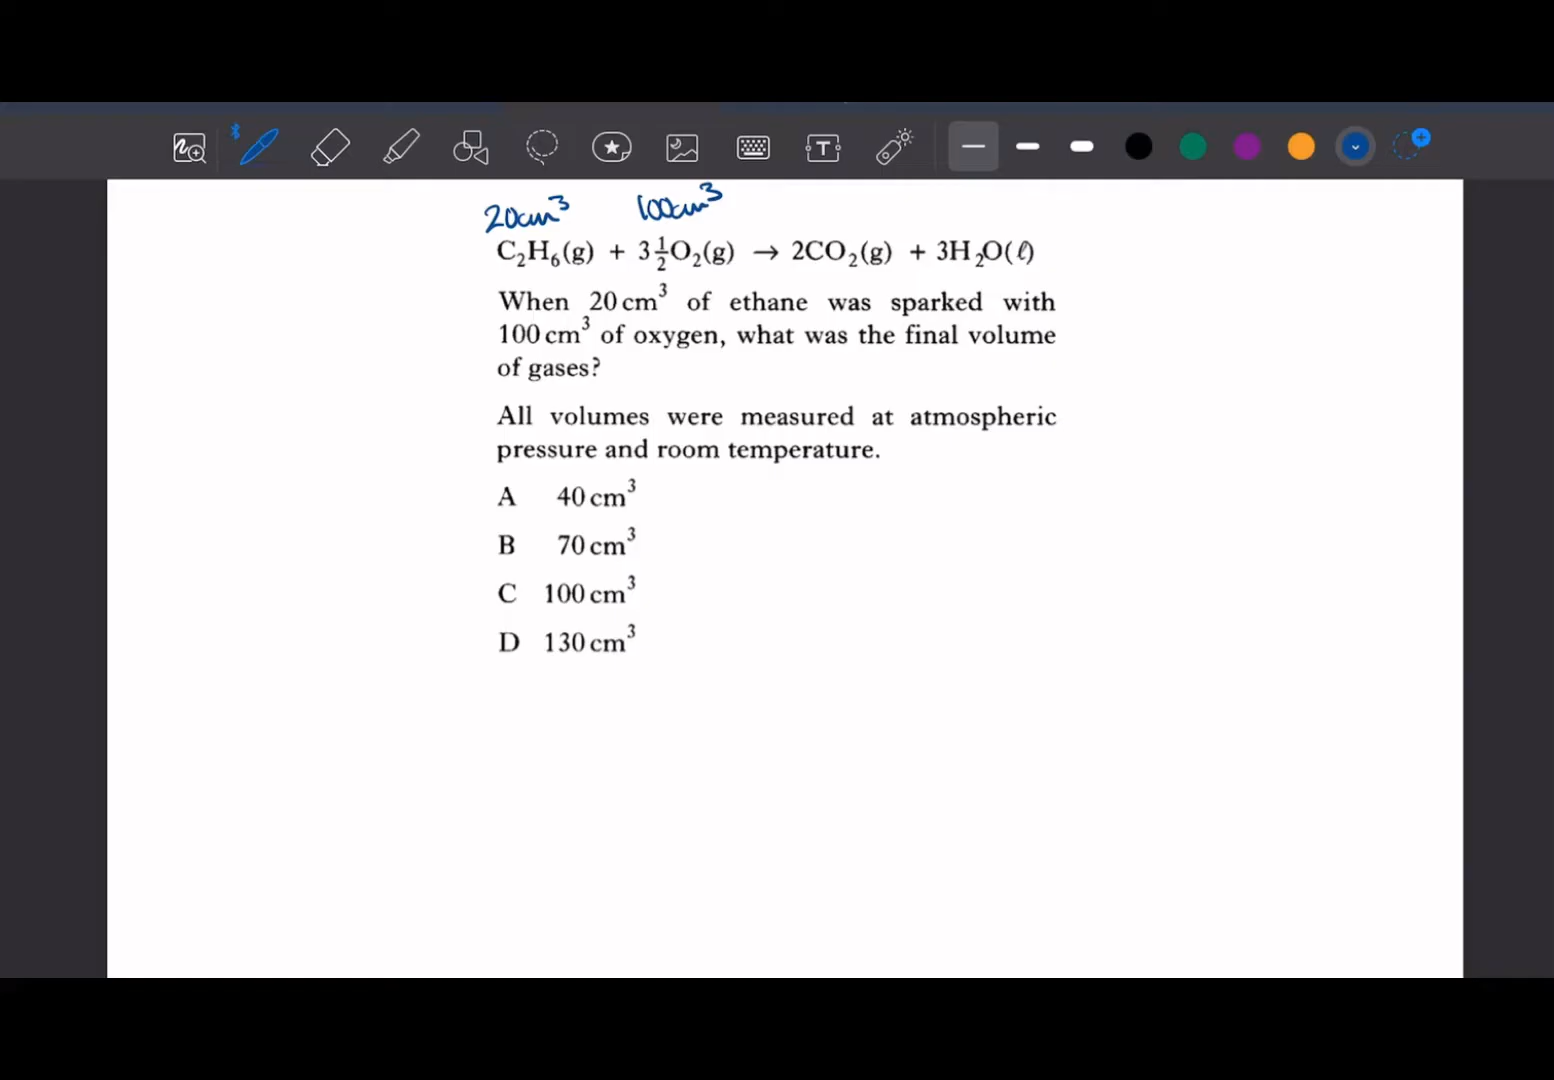 20cm³ 100cm³
C₂H₆(g) + 3½O₂(g) → 2CO₂(g) + 3H₂O(ℓ)
When 20 cm³ of ethane was sparked with
100 cm³ of oxygen, what was the final volume
of gases?
All volumes were measured at atmospheric
pressure and room temperature.
A 40 cm³
B 70 cm³
C 100 cm³
D 130 cm³